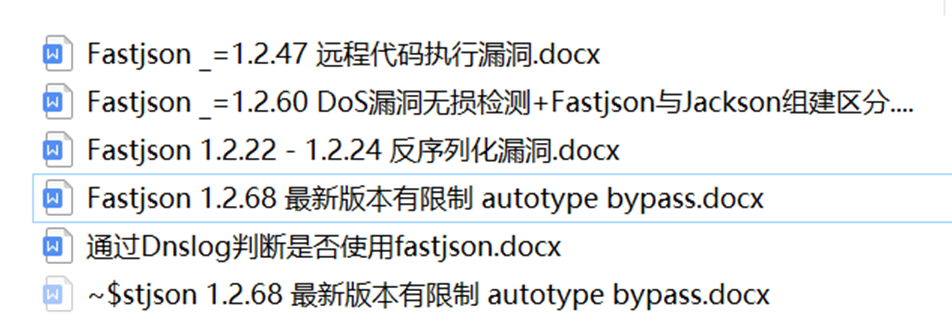 Fastjson _=1.2.47 远程代码执行漏洞.docx
Fastjson _=1.2.60 DoS漏洞无损检测+Fastjson与Jackson组建区分....
Fastjson 1.2.22 - 1.2.24 反序列化漏洞.docx
Fastjson 1.2.68 最新版本有限制 autotype bypass.docx
通过Dnslog判断是否使用fastjson.docx
~$stjson 1.2.68 最新版本有限制 autotype bypass.docx